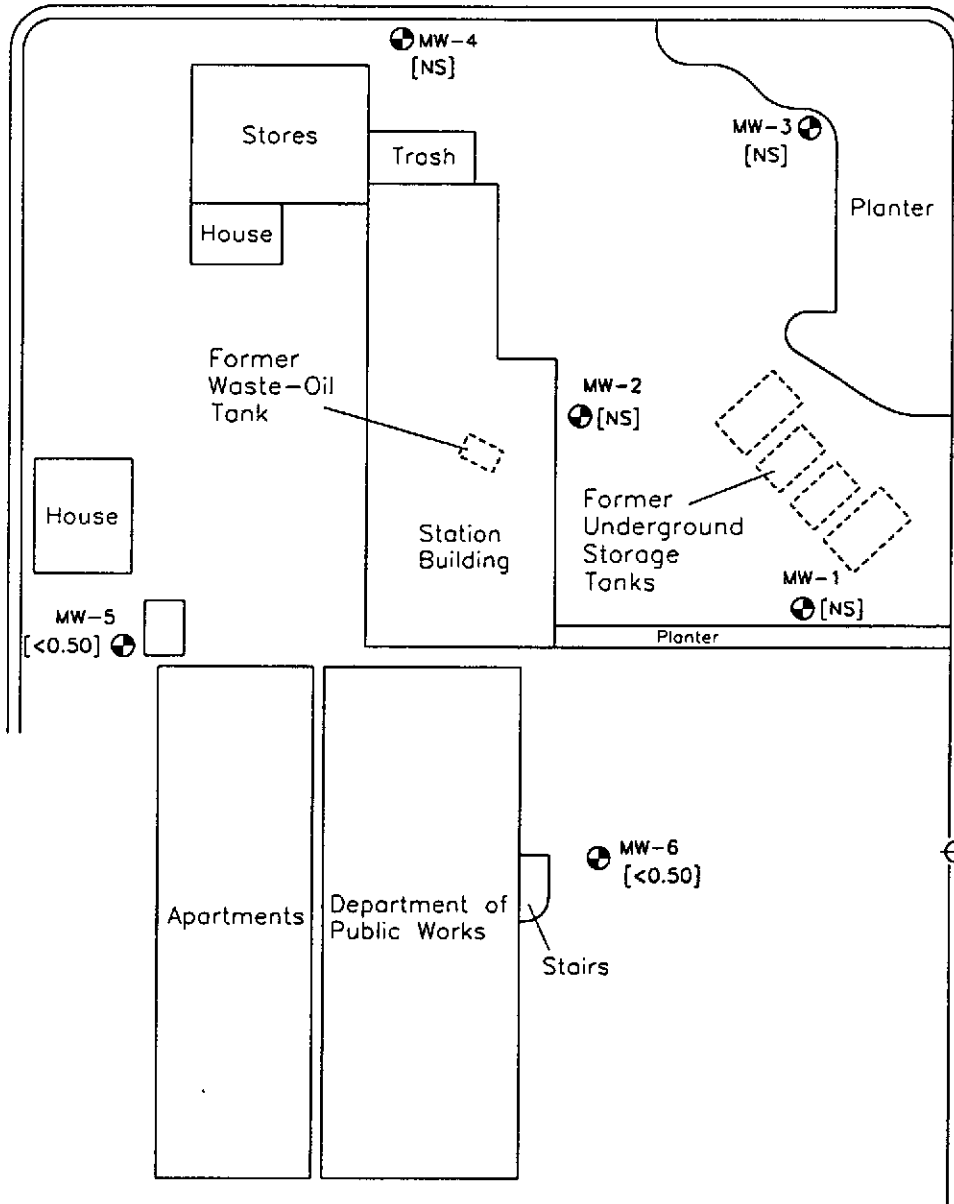 MW-4
[NS]
Stores
Trash
MW-3
[NS]
House
Planter
Former
Waste-Oil
Tank
MW-2
[NS]
House
Station
Building
Former
Underground
Storage
Tanks
MW-1
[NS]
MW-5
[<0.50]
Planter
MW-6
[<0.50]
Apartments
Department of
Public Works
Stairs